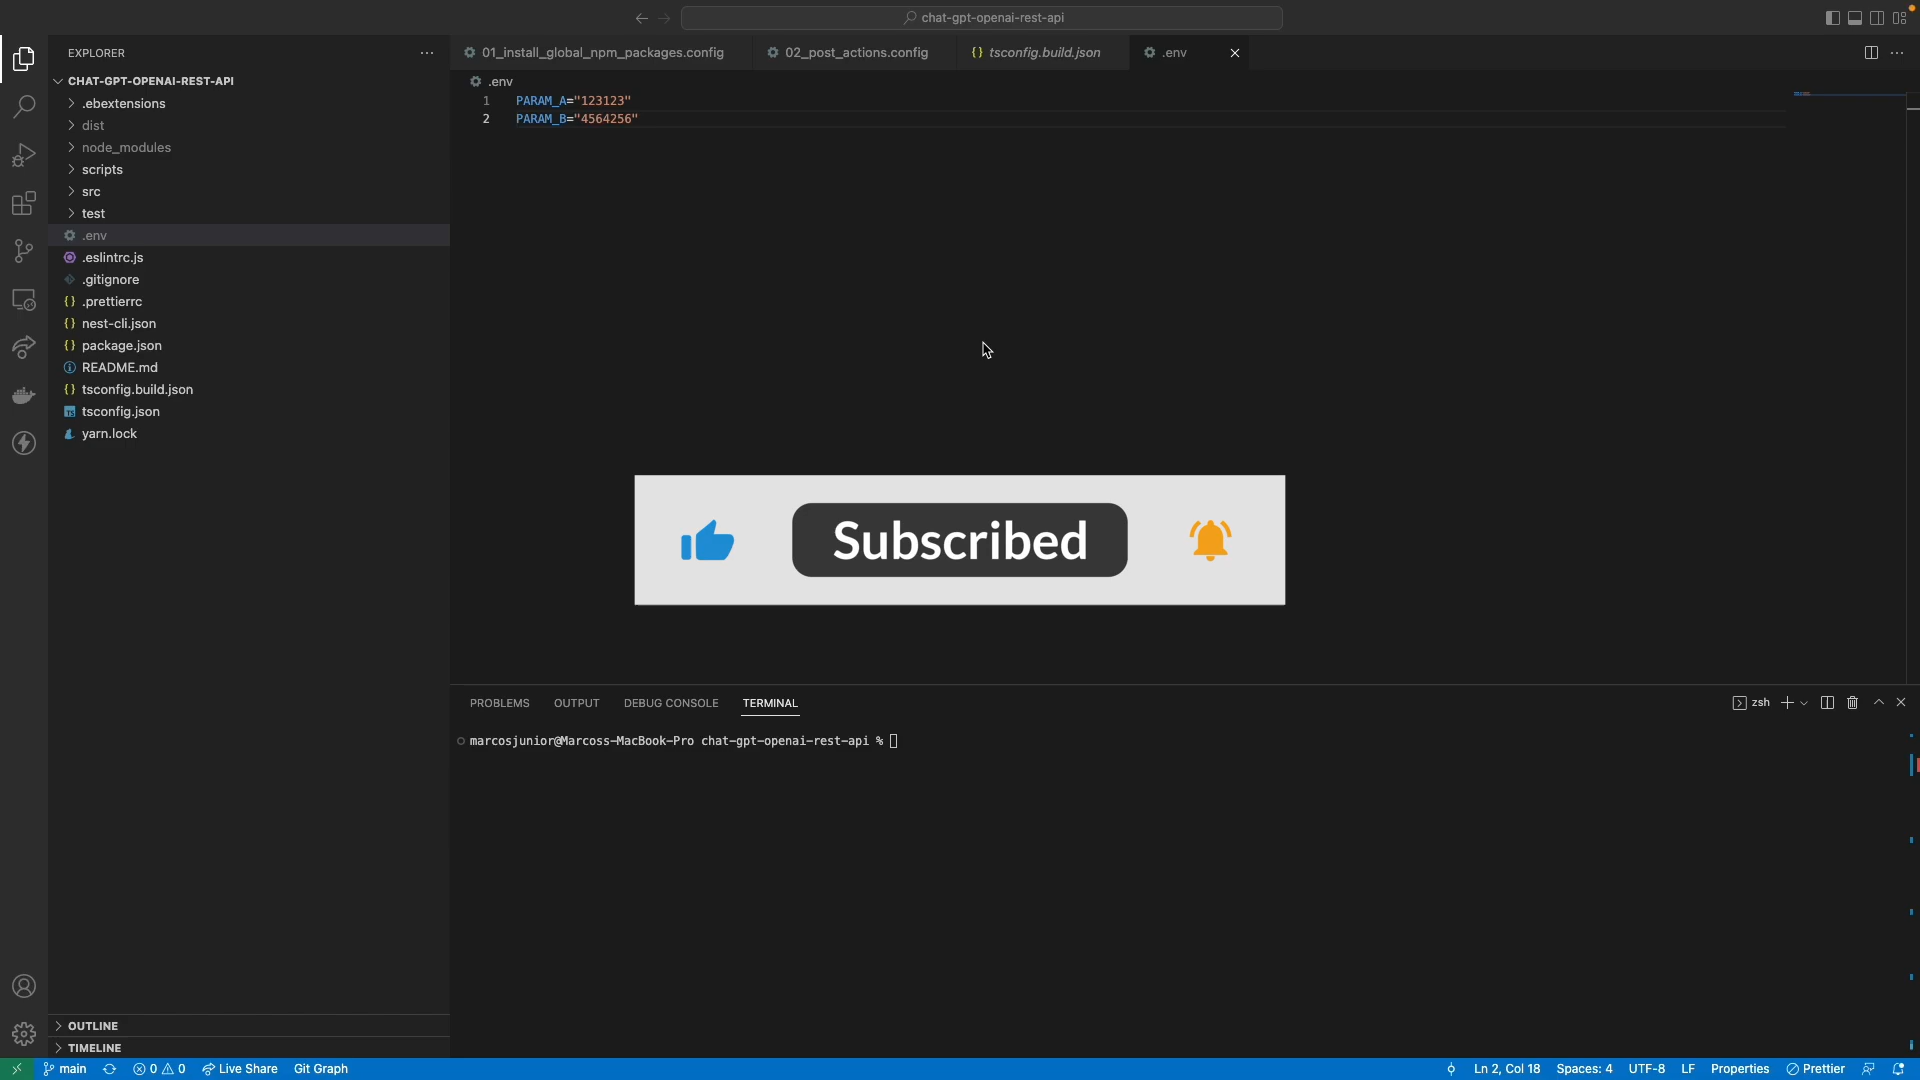 chat-gpt-openai-rest-api
EXPLORER
01_install_global_npm_packages.config
02_post_actions.config
tsconfig.build.json
.env
CHAT-GPT-OPENAI-REST-API
.ebextensions
dist
node_modules
scripts
src
test
.env
.eslintrc.js
.gitignore
.prettierrc
nest-cli.json
package.json
README.md
tsconfig.build.json
TS tsconfig.json
yarn.lock
OUTLINE
TIMELINE
.env
1 PARAM_A="123123"
2 PARAM_B="4564256"
Subscribed
PROBLEMS OUTPUT DEBUG CONSOLE TERMINAL
zsh
marcosjunior@Marcoss-MacBook-Pro chat-gpt-openai-rest-api %
main 0 0 Live Share Git Graph
Ln 2, Col 18 Spaces: 4 UTF-8 LF Properties Prettier